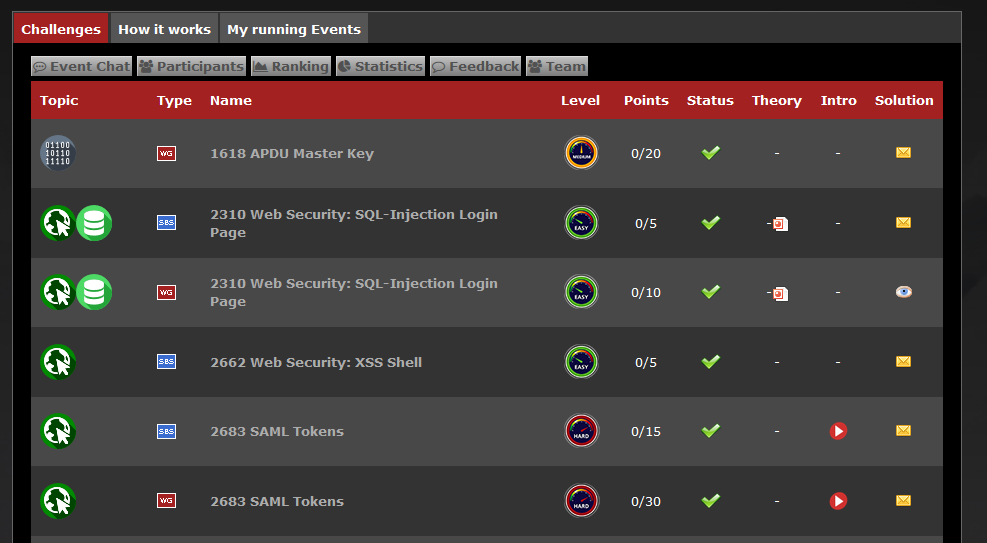 Challenges How it works My running Events
Event Chat Participants Ranking Statistics Feedback Team
Topic Type Name Level Points Status Theory Intro Solution
01100
10110
11110
WG 1618 APDU Master Key MEDIUM 0/20 - -
SBS 2310 Web Security: SQL-Injection Login
Page EASY 0/5 - -
WG 2310 Web Security: SQL-Injection Login
Page EASY 0/10 - -
SBS 2662 Web Security: XSS Shell EASY 0/5 - -
SBS 2683 SAML Tokens HARD 0/15 -
WG 2683 SAML Tokens HARD 0/30 -